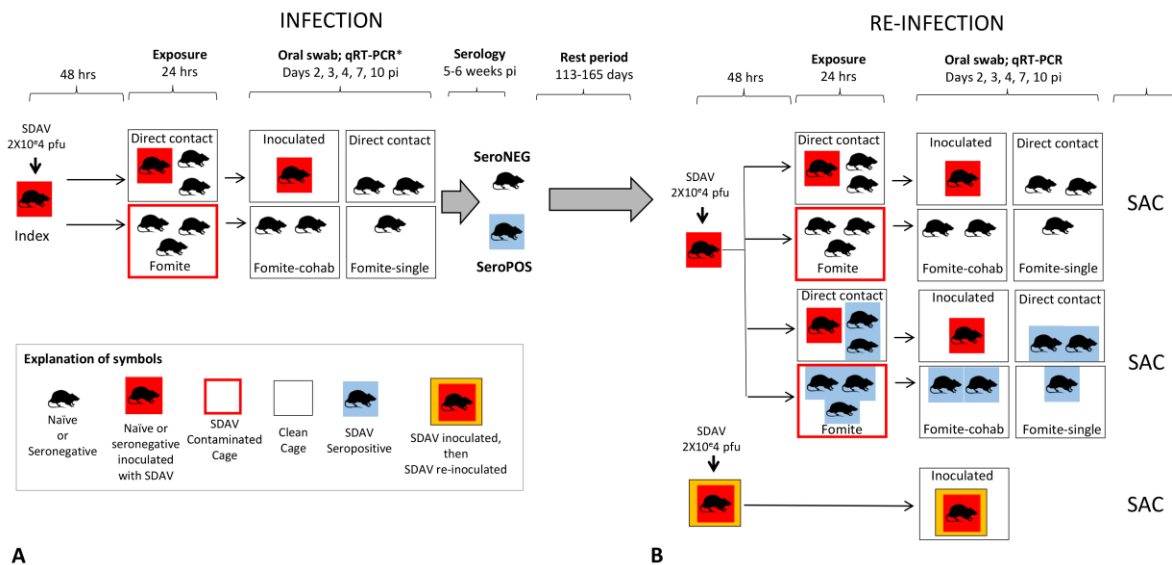 INFECTION
Exposure
24 hrs
Oral swab; qRT-PCR*
Days 2, 3, 4, 7, 10 pi
Serology
5-6 weeks pi
Rest period
113-165 days
48 hrs
SDAV
2X10^e4 pfu
Index
Direct contact
Fomite
Inoculated
Direct contact
Fomite-cohab
Fomite-single
SeroNEG
SeroPOS
Explanation of symbols
Naïve
or
Seronegative
Naïve or
seronegative
inoculated
with SDAV
SDAV
Contaminated
Cage
Clean
Cage
SDAV
Seropositive
SDAV inoculated,
then
SDAV re-inoculated
A
RE-INFECTION
48 hrs
Exposure
24 hrs
Oral swab; qRT-PCR
Days 2, 3, 4, 7, 10 pi
SDAV
2X10^e4 pfu
Direct contact
Inoculated
Direct contact
SAC
Fomite
Fomite-cohab
Fomite-single
Direct contact
Inoculated
Direct contact
SAC
Fomite
Fomite-cohab
Fomite-single
SDAV
2X10^e4 pfu
Inoculated
SAC
B